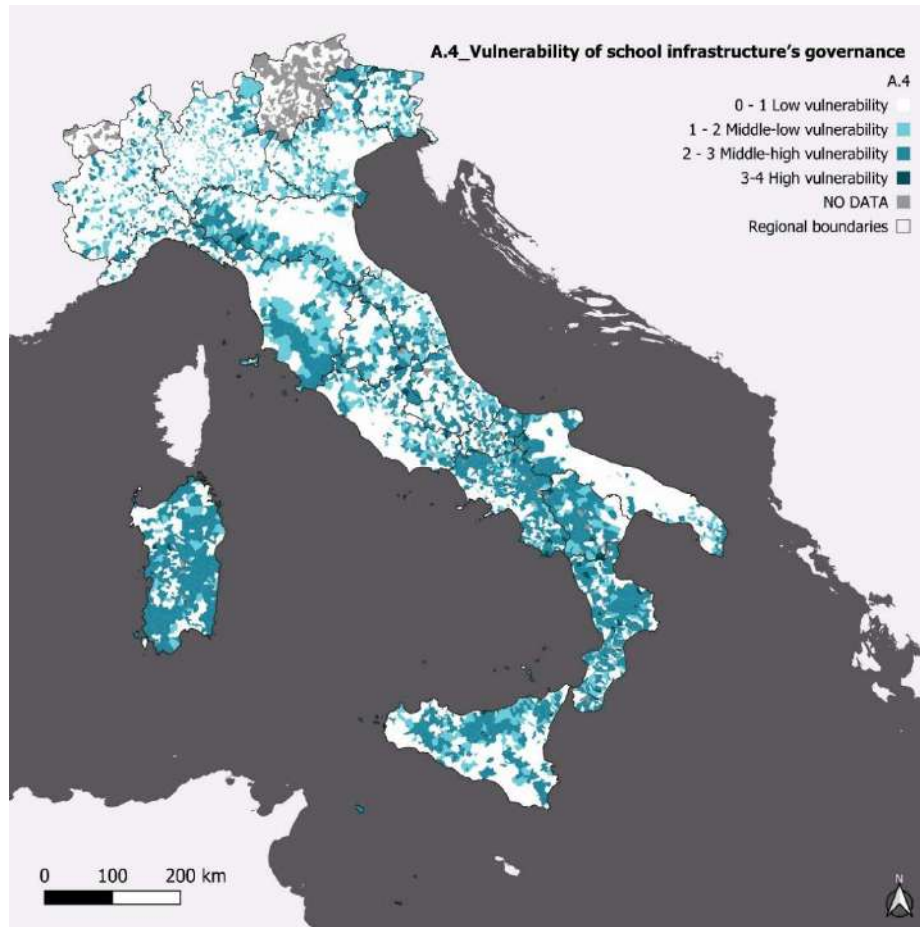 A.4_Vulnerability of school infrastructure's governance
A.4
0 - 1 Low vulnerability
1 - 2 Middle-low vulnerability
2 - 3 Middle-high vulnerability
3-4 High vulnerability
NO DATA
Regional boundaries
0 100 200 km
N